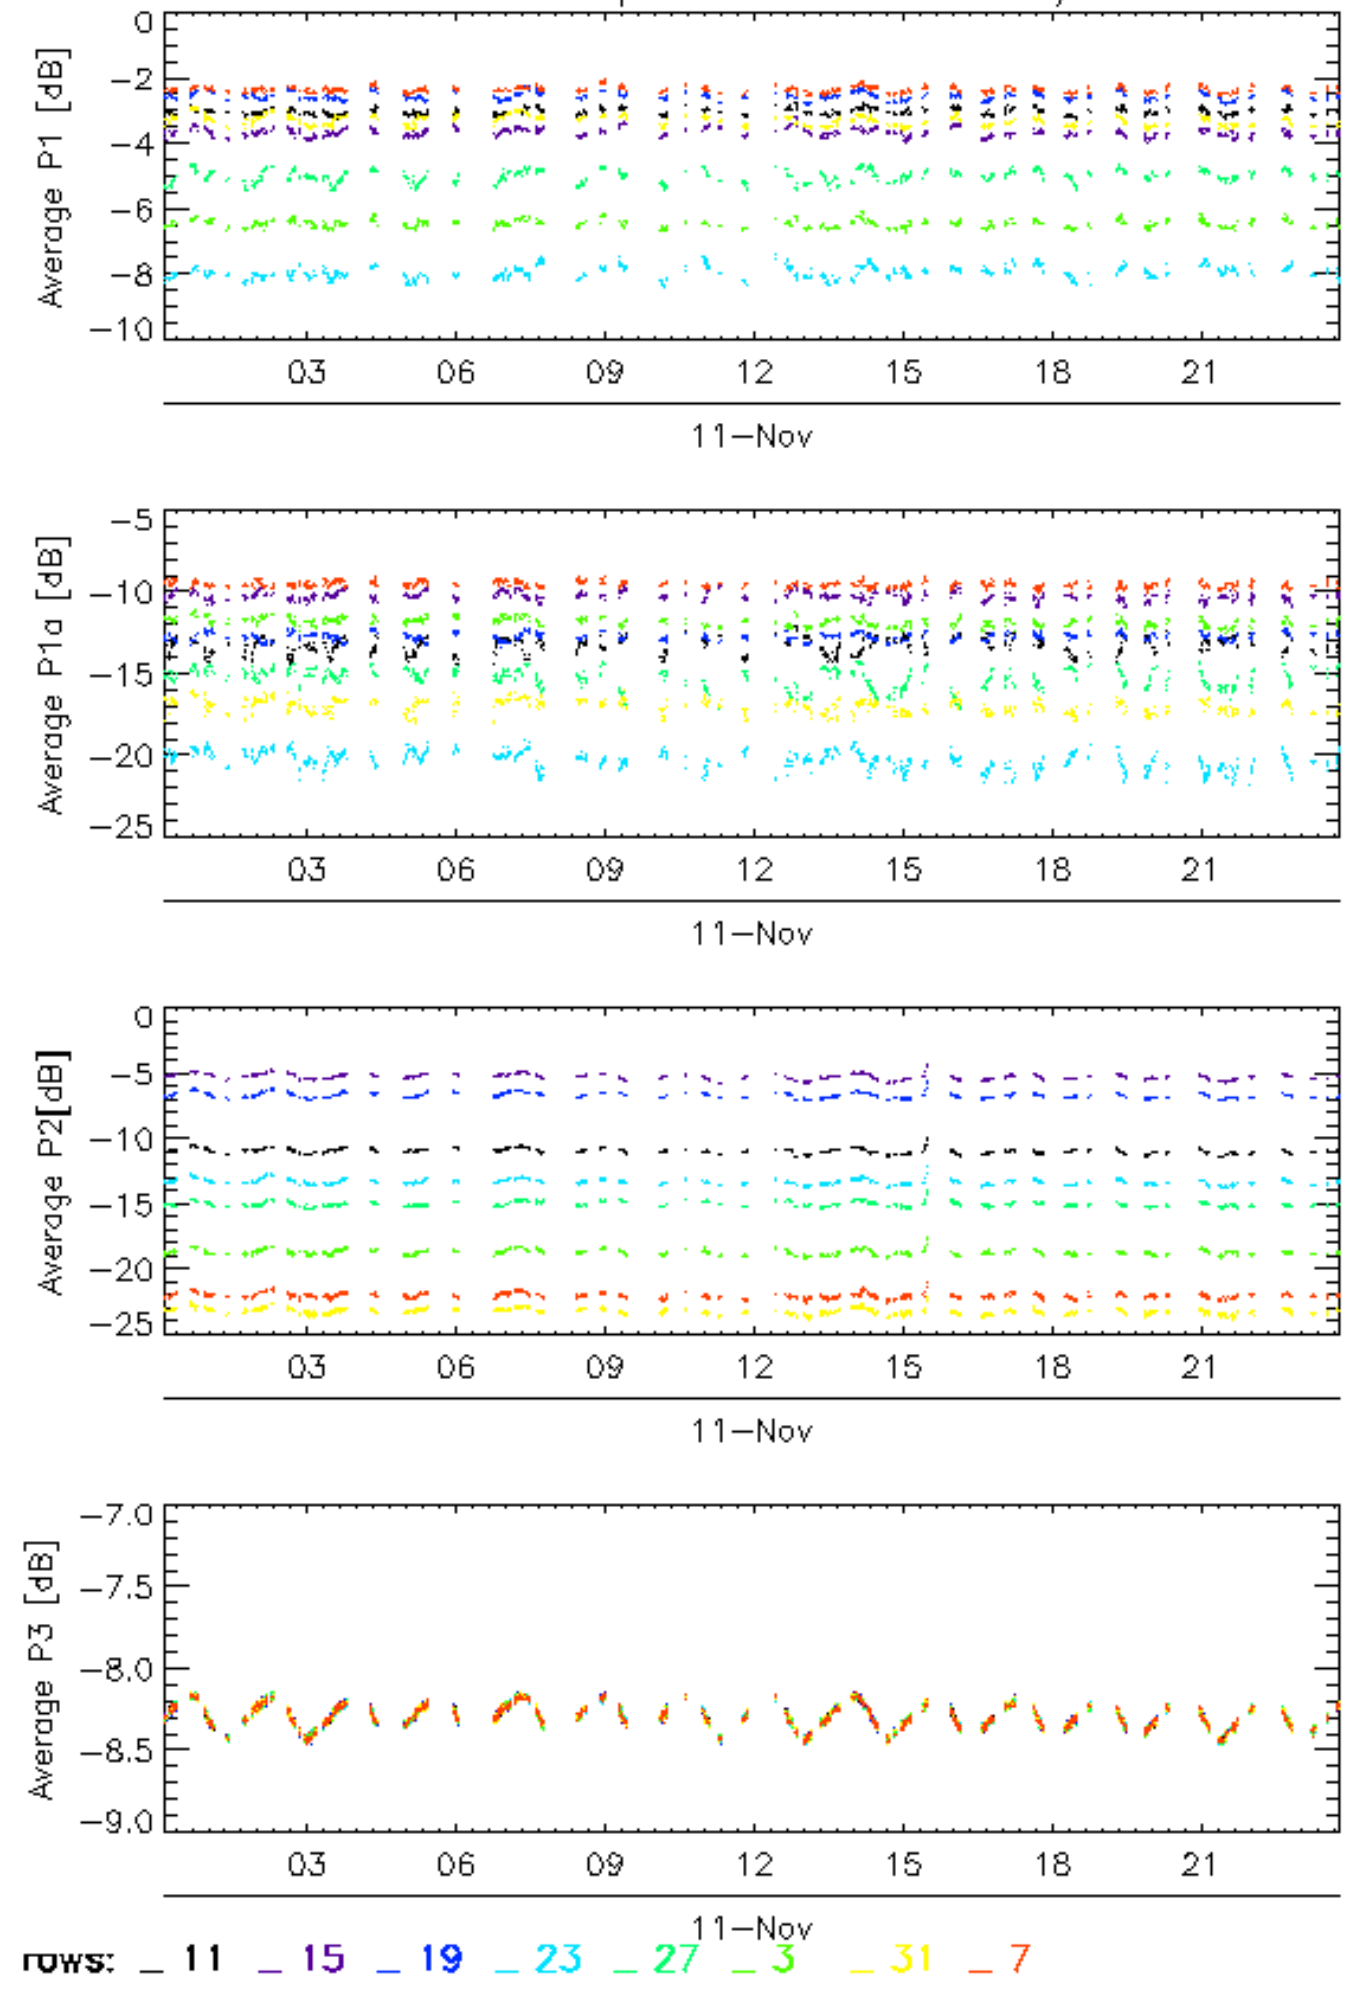 0
−2
−4
−6
−8
−10
Average P1 [dB]
03 06 09 12 15 18 21
11−Nov
−5
−10
−15
−20
−25
Average P1a [dB]
03 06 09 12 15 18 21
11−Nov
0
−5
−10
−15
−20
−25
Average P2[dB]
03 06 09 12 15 18 21
11−Nov
−7.0
−7.5
−8.0
−8.5
−9.0
Average P3 [dB]
03 06 09 12 15 18 21
11−Nov
rows: _ 11 _ 15 _ 19 _ 23 _ 27 _ 3 _ 31 _ 7